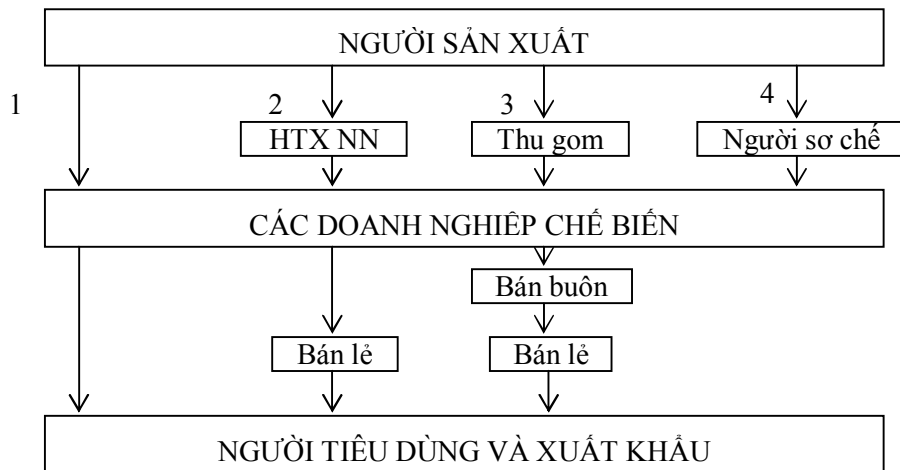 NGƯỜI SẢN XUẤT
1
2
3
4
HTX NN
Thu gom
Người sơ chế
CÁC DOANH NGHIÊP CHẾ BIẾN
Bán buôn
Bán lẻ
Bán lẻ
NGƯỜI TIÊU DÙNG VÀ XUẤT KHẨU